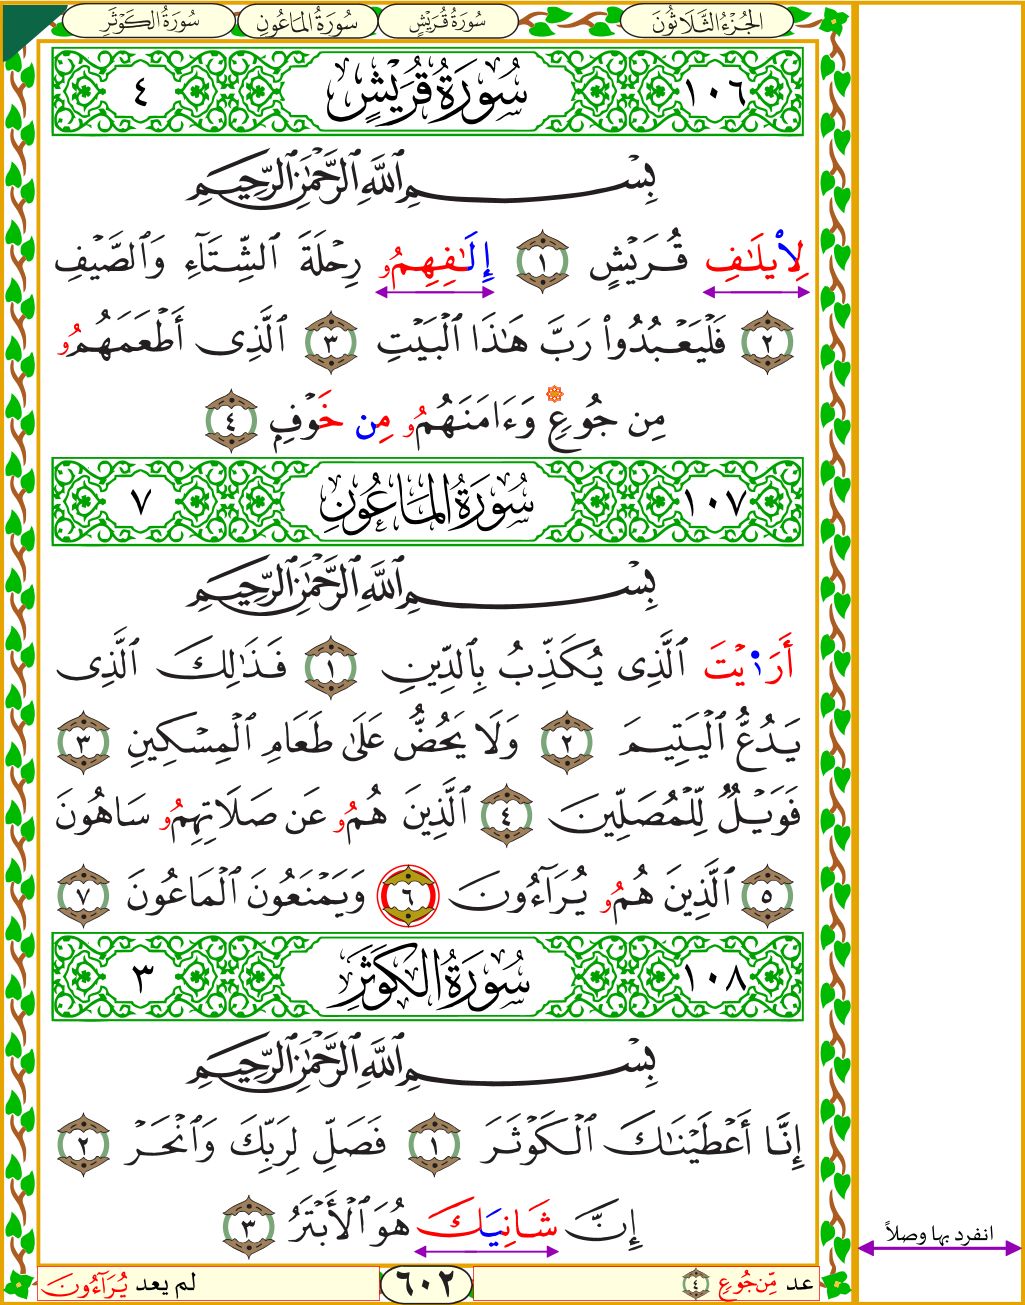 الجُزْءُ الثَّلَاثُونَ سُورَةُ قُرَيْشٍ سُورَةُ المَاعُونِ سُورَةُ الكَوْثَرِ
١٠٦ سُورَةُ قُرَيْشٍ ٤
بِسْمِ ٱللَّهِ ٱلرَّحْمَٰنِ ٱلرَّحِيمِ
لِإْيلَٰفِ قُرَيْشٍ ١ إِلَٰفِهِمُۥ رِحْلَةَ ٱلشِّتَآءِ وَٱلصَّيْفِ
٢ فَلْيَعْبُدُوا۟ رَبَّ هَٰذَا ٱلْبَيْتِ ٣ ٱلَّذِى أَطْعَمَهُمُۥ
مِن جُوعٍ وَءَامَنَهُمُۥ مِن خَوْفٍ ٤
١٠٧ سُورَةُ المَاعُونِ ٧
بِسْمِ ٱللَّهِ ٱلرَّحْمَٰنِ ٱلرَّحِيمِ
أَرَا۬يْتَ ٱلَّذِى يُكَذِّبُ بِٱلدِّينِ ١ فَذَٰلِكَ ٱلَّذِى
يَدُعُّ ٱلْيَتِيمَ ٢ وَلَا يَحُضُّ عَلَىٰ طَعَامِ ٱلْمِسْكِينِ ٣
فَوَيْلٌ لِّلْمُصَلِّينَ ٤ ٱلَّذِينَ هُمُۥ عَن صَلَاتِهِمُۥ سَاهُونَ
٥ ٱلَّذِينَ هُمُۥ يُرَآءُونَ ٦ وَيَمْنَعُونَ ٱلْمَاعُونَ ٧
١٠٨ سُورَةُ الكَوْثَرِ ٣
بِسْمِ ٱللَّهِ ٱلرَّحْمَٰنِ ٱلرَّحِيمِ
إِنَّا أَعْطَيْنَٰكَ ٱلْكَوْثَرَ ١ فَصَلِّ لِرَبِّكَ وَٱنْحَرْ ٢
إِنَّ شَانِيَكَ هُوَ ٱلْأَبْتَرُ ٣
انفرد بها وصلاً
عد مِّن جُوعٍ ٤ ٦٠٢ لم يعد يُرَآءُونَ